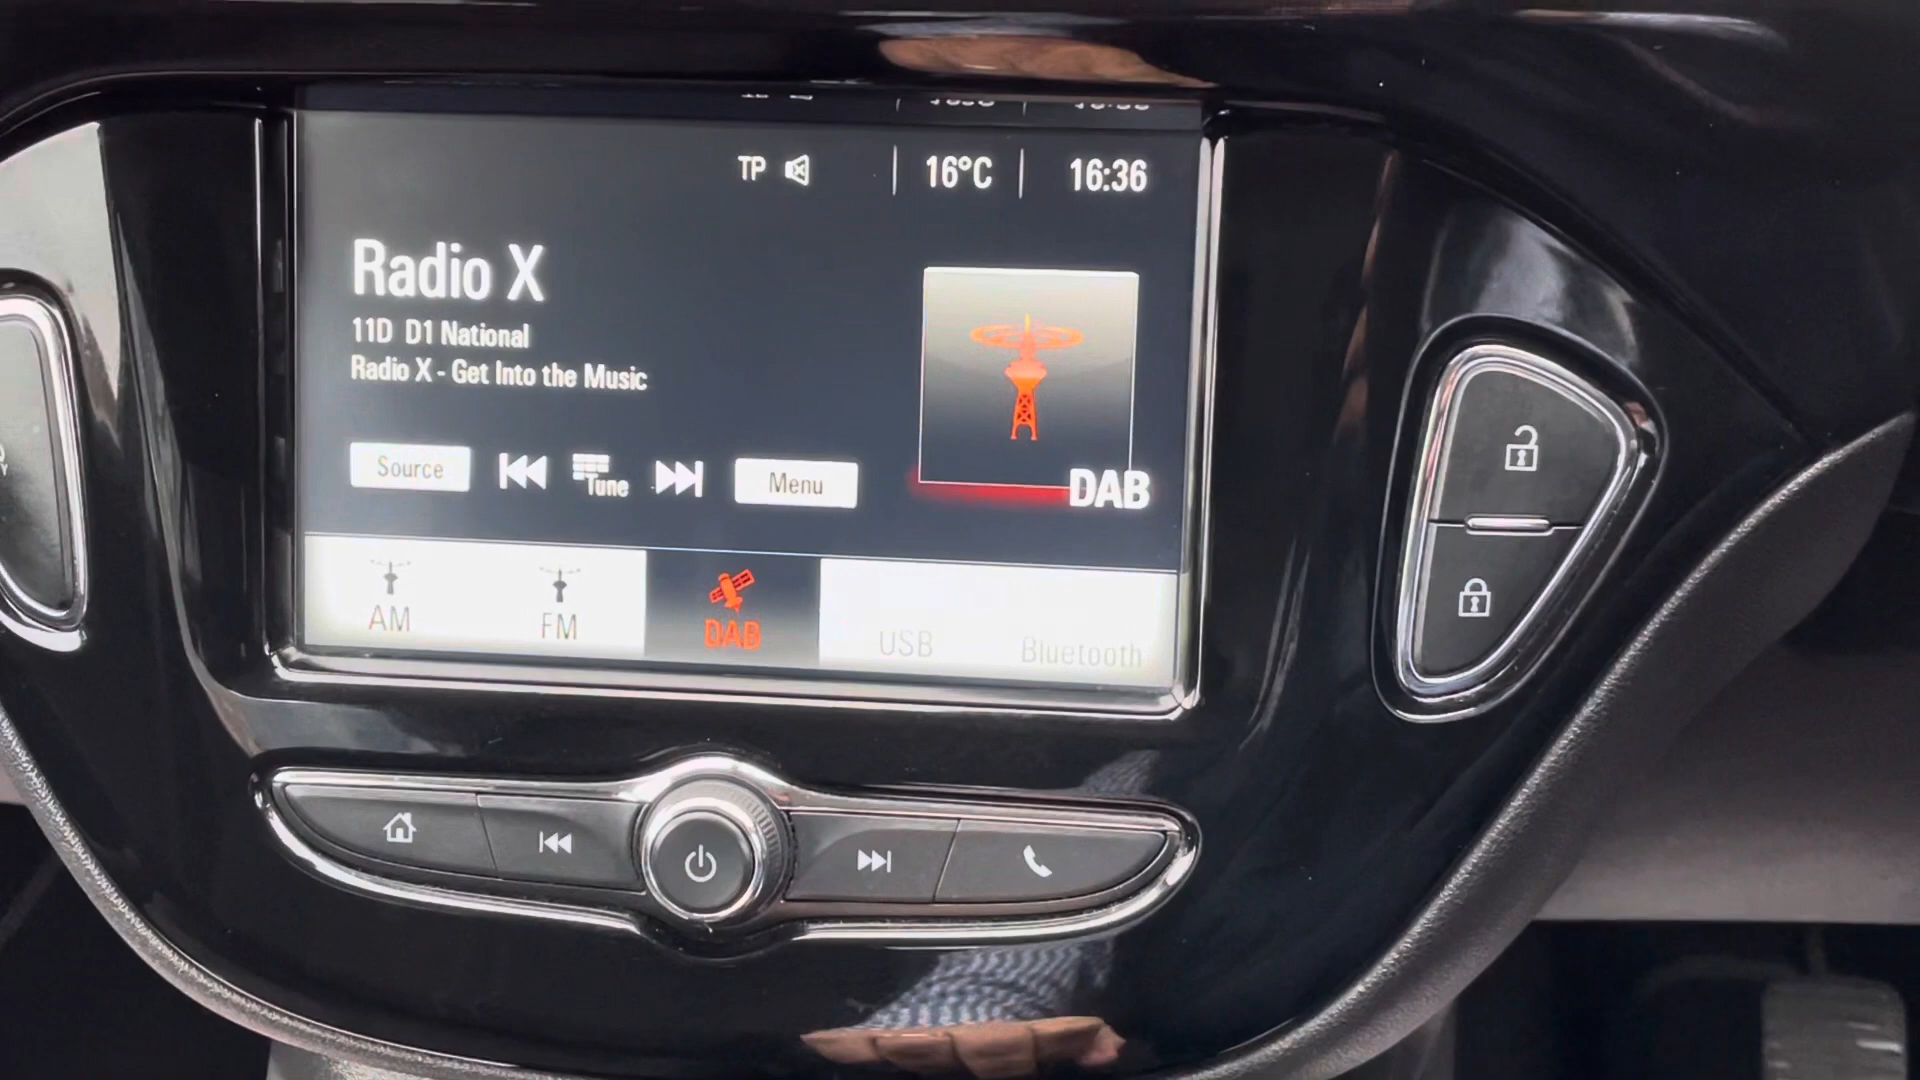 TP 16°C 16:36
Radio X
11D D1 National
Radio X - Get Into the Music
Source Tune Menu
DAB
AM FM DAB USB Bluetooth